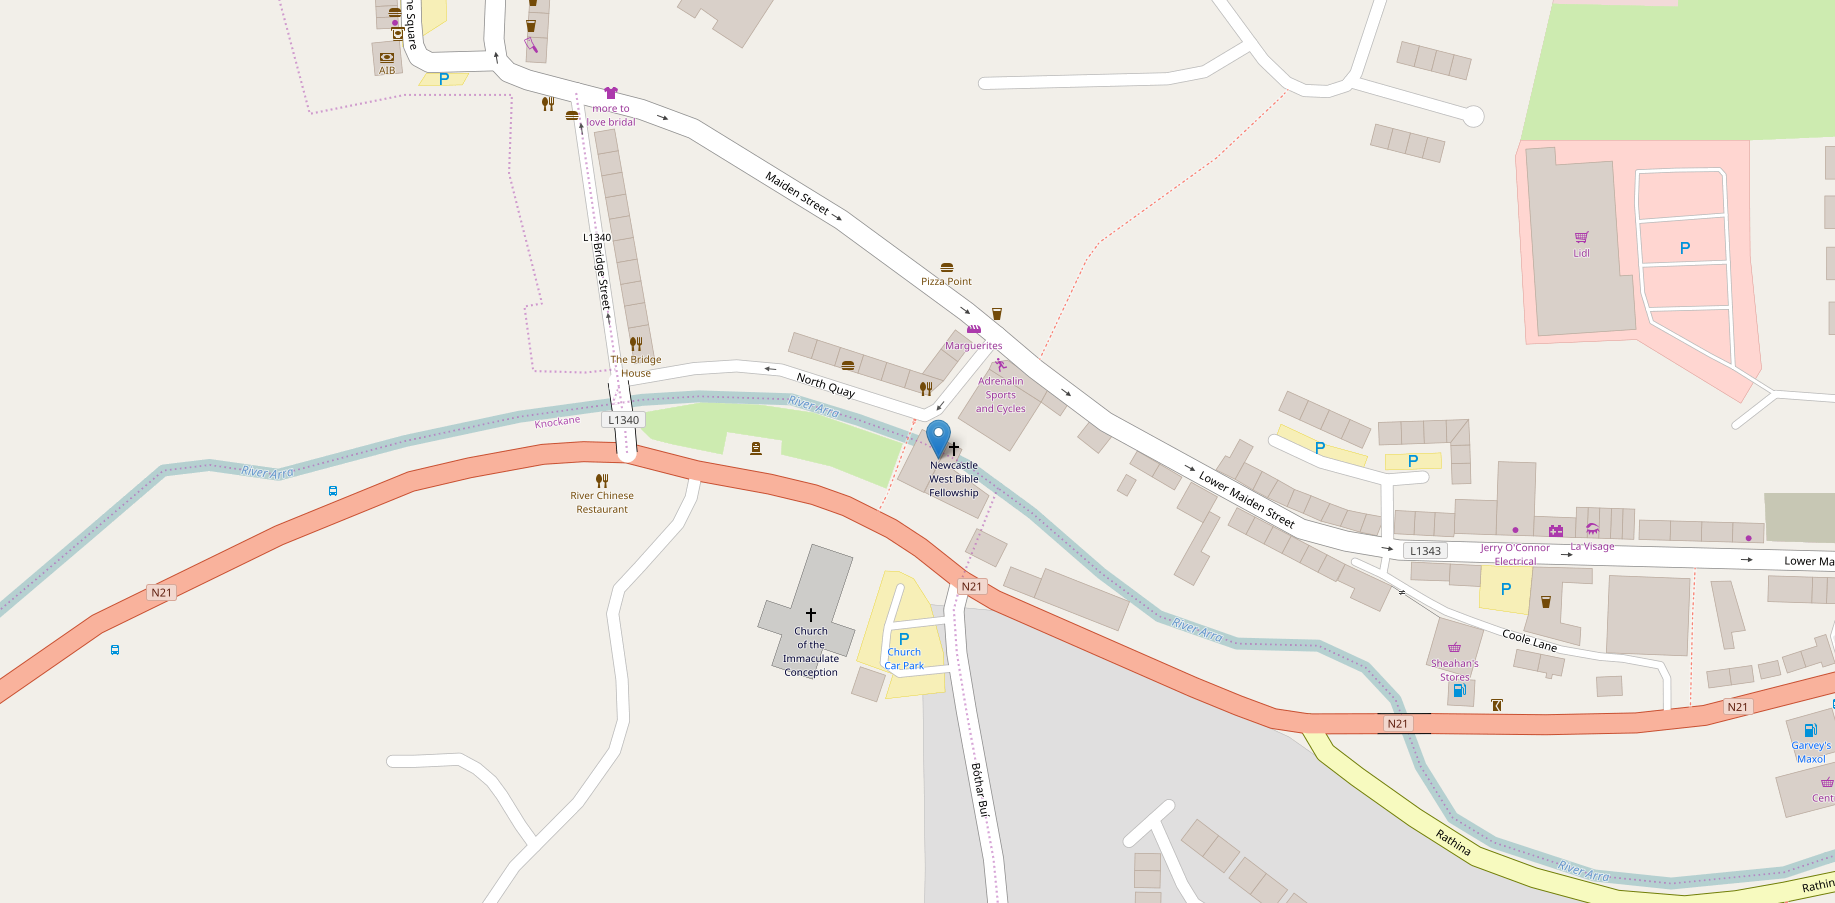 he Square
AIB
P
more to
love bridal
Maiden Street
L1340
Bridge Street
Pizza Point
Lidl
P
Marguerites
The Bridge
House
North Quay
Adrenalin
Sports
and Cycles
River Arra
Knockane
L1340
River Arra
P
P
Newcastle
West Bible
Fellowship
River Chinese
Restaurant
Lower Maiden Street
L1343
Jerry O'Connor
Electrical
La Visage
Lower Ma
N21
N21
P
Church
of the
Immaculate
Conception
P
Church
Car Park
River Arra
Coole Lane
Sheahan's
Stores
N21
N21
Garvey's
Maxol
Bóthar Buí
Cent
Rathina
River Arra
Rathin